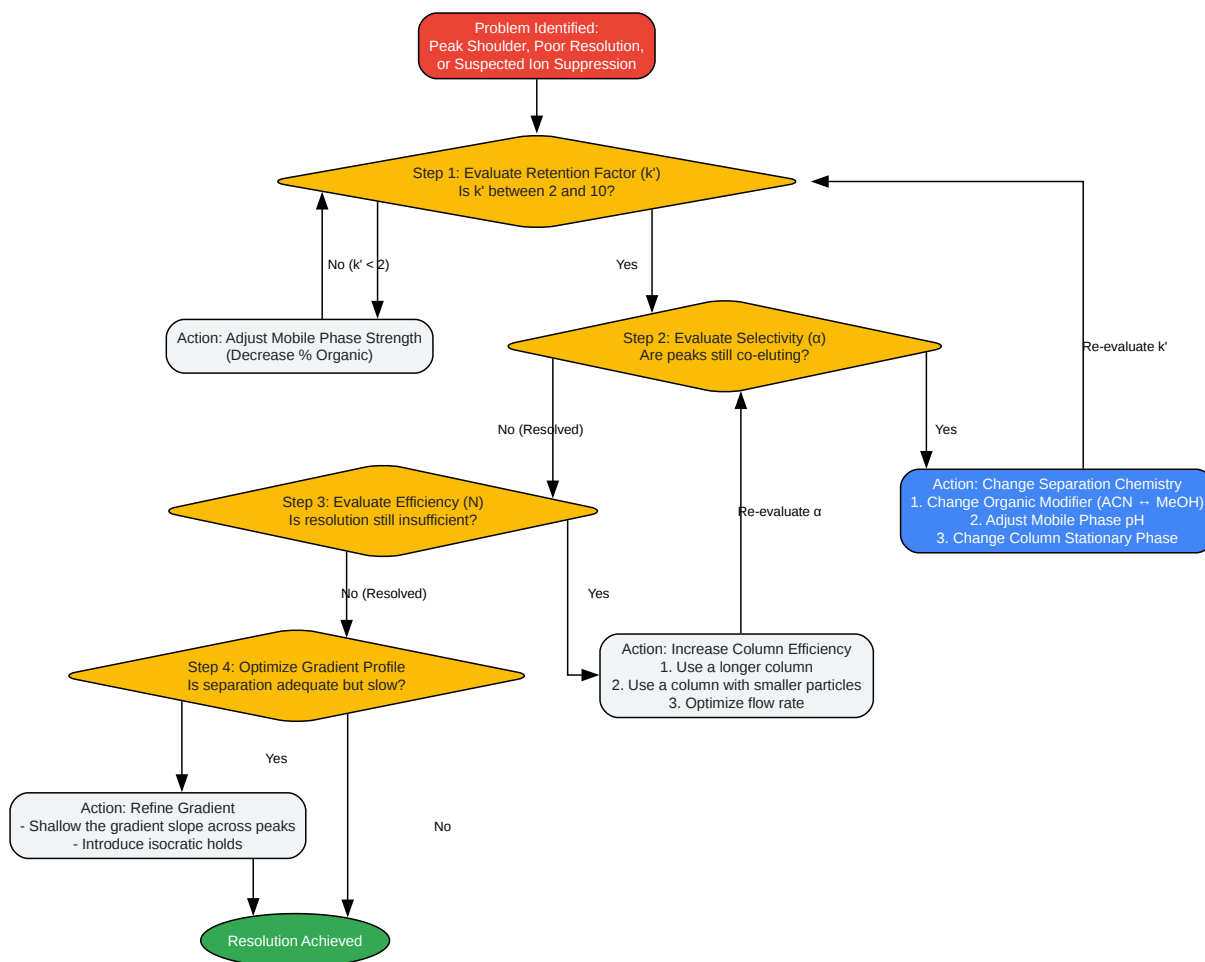 Problem Identified:
Peak Shoulder, Poor Resolution,
or Suspected Ion Suppression
Step 1: Evaluate Retention Factor (k')
Is k' between 2 and 10?
No (k' < 2)
Yes
Action: Adjust Mobile Phase Strength
(Decrease % Organic)
Step 2: Evaluate Selectivity (α)
Are peaks still co-eluting?
Re-evaluate k'
No (Resolved)
Yes
Step 3: Evaluate Efficiency (N)
Is resolution still insufficient?
Re-evaluate α
Action: Change Separation Chemistry
1. Change Organic Modifier (ACN ↔ MeOH)
2. Adjust Mobile Phase pH
3. Change Column Stationary Phase
No (Resolved)
Yes
Step 4: Optimize Gradient Profile
Is separation adequate but slow?
Action: Increase Column Efficiency
1. Use a longer column
2. Use a column with smaller particles
3. Optimize flow rate
Yes
Action: Refine Gradient
- Shallow the gradient slope across peaks
- Introduce isocratic holds
No
Resolution Achieved